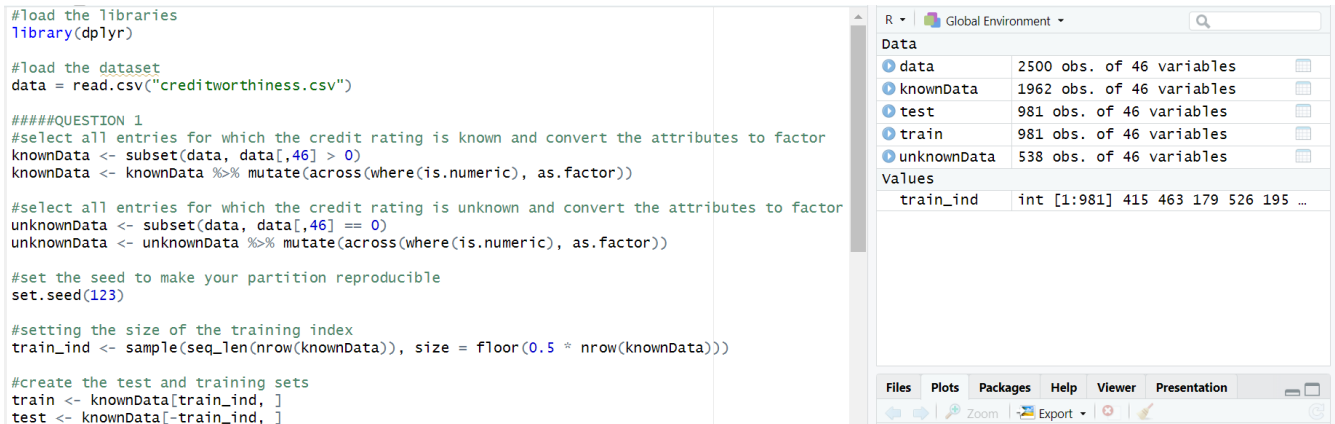 #load the libraries
library(dplyr)
#load the dataset
data = read.csv("creditworthiness.csv")
#####QUESTION 1
#select all entries for which the credit rating is known and convert the attributes to factor
knownData <- subset(data, data[,46] > 0)
knownData <- knownData %>% mutate(across(where(is.numeric), as.factor))
#select all entries for which the credit rating is unknown and convert the attributes to factor
unknownData <- subset(data, data[,46] == 0)
unknownData <- unknownData %>% mutate(across(where(is.numeric), as.factor))
#set the seed to make your partition reproducible
set.seed(123)
#setting the size of the training index
train_ind <- sample(seq_len(nrow(knownData)), size = floor(0.5 * nrow(knownData)))
#create the test and training sets
train <- knownData[train_ind, ]
test <- knownData[-train_ind, ]
R Global Environment
Data
data 2500 obs. of 46 variables
knownData 1962 obs. of 46 variables
test 981 obs. of 46 variables
train 981 obs. of 46 variables
unknownData 538 obs. of 46 variables
Values
train_ind int [1:981] 415 463 179 526 195 …
Files Plots Packages Help Viewer Presentation
Zoom Export